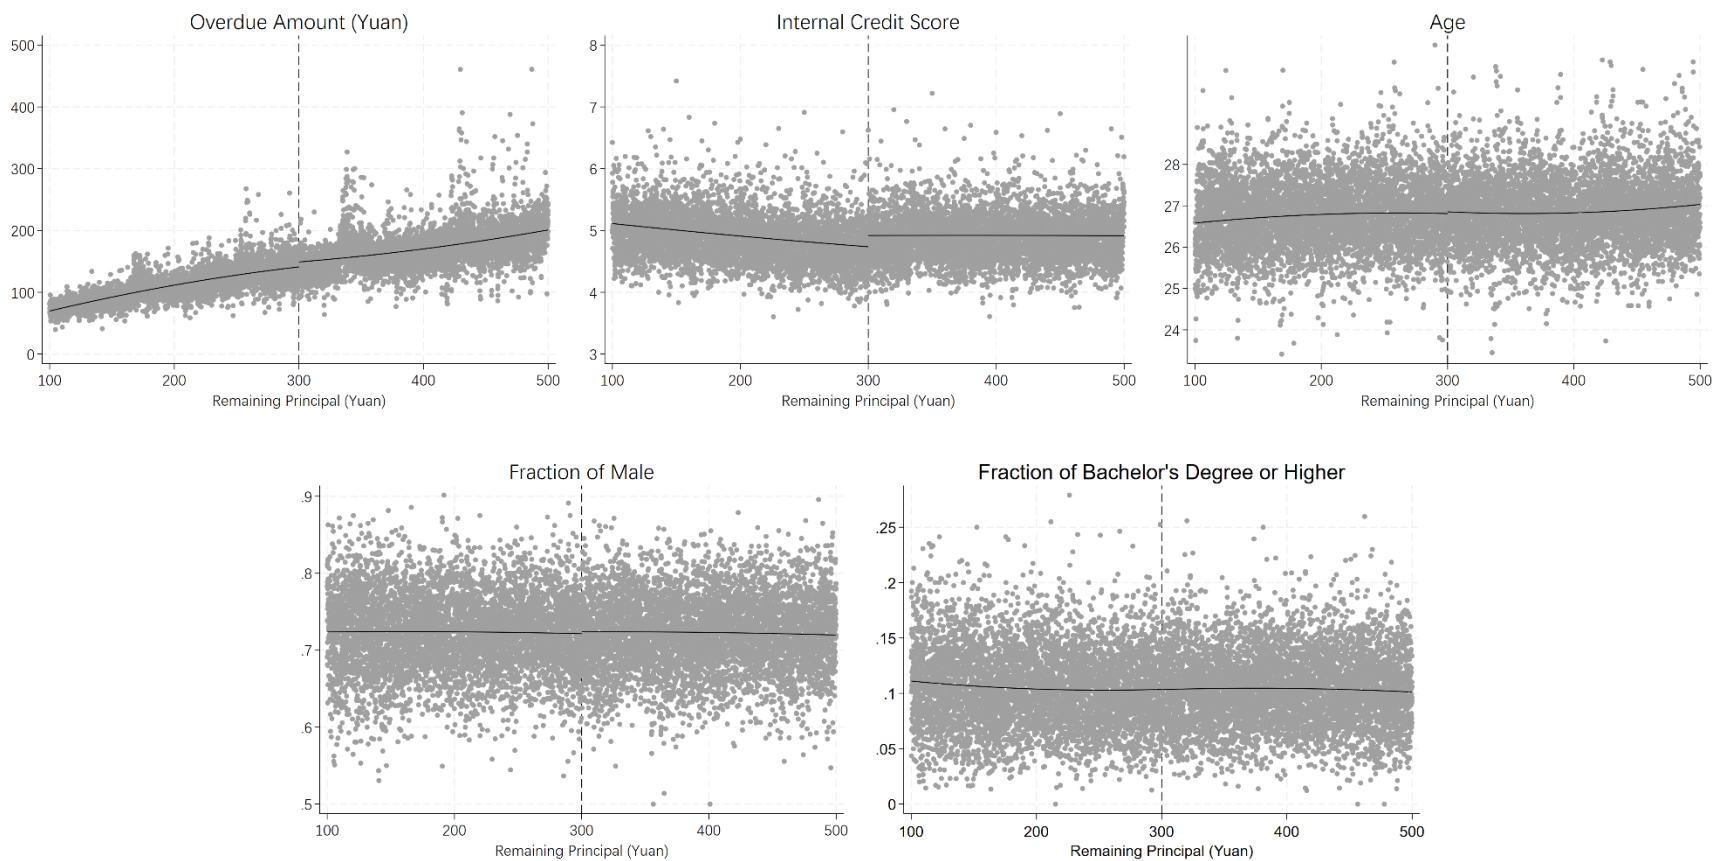 Overdue Amount (Yuan)
500
400
300
200
100
0
100 200 300 400 500
Remaining Principal (Yuan)
Internal Credit Score
8
7
6
5
4
3
100 200 300 400 500
Remaining Principal (Yuan)
Age
28
27
26
25
24
100 200 300 400 500
Remaining Principal (Yuan)
Fraction of Male
.9
.8
.7
.6
.5
100 200 300 400 500
Remaining Principal (Yuan)
Fraction of Bachelor's Degree or Higher
.25
.2
.15
.1
.05
0
100 200 300 400 500
Remaining Principal (Yuan)